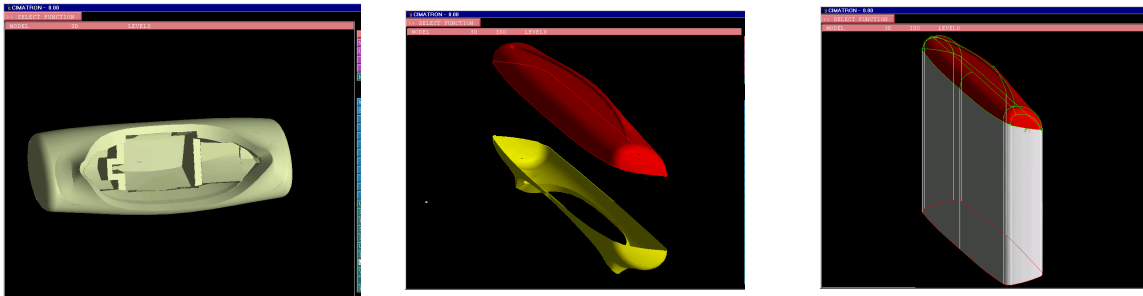 CIMATRON - 8.00
>> SELECT FUNCTION
MODEL 3D LEVELS
CIMATRON - 8.00
>> SELECT FUNCTION
MODEL 3D ISO LEVELS
CIMATRON - 8.00
>> SELECT FUNCTION
MODEL 3D ISO LEVELS